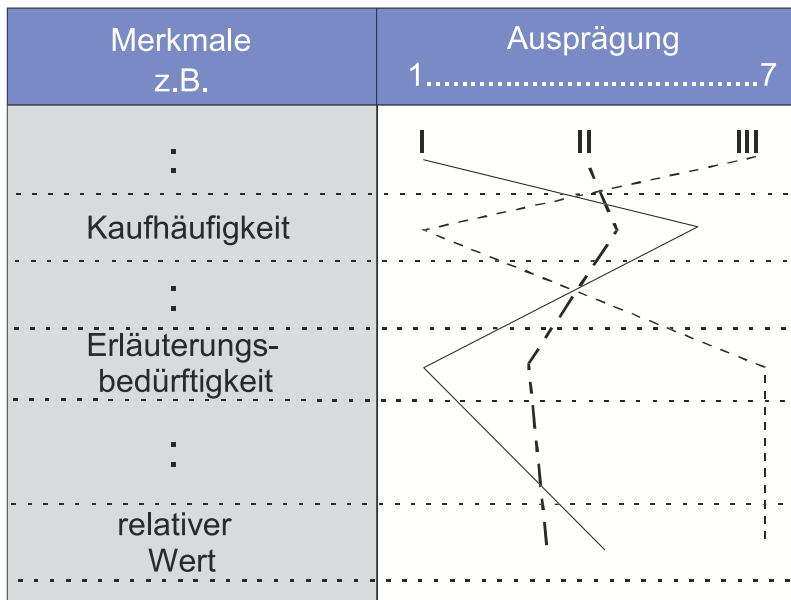 Merkmale
z.B.
Ausprägung
1.......................................7
:
I II III
Kaufhäufigkeit
:
Erläuterungs-
bedürftigkeit
:
relativer
Wert